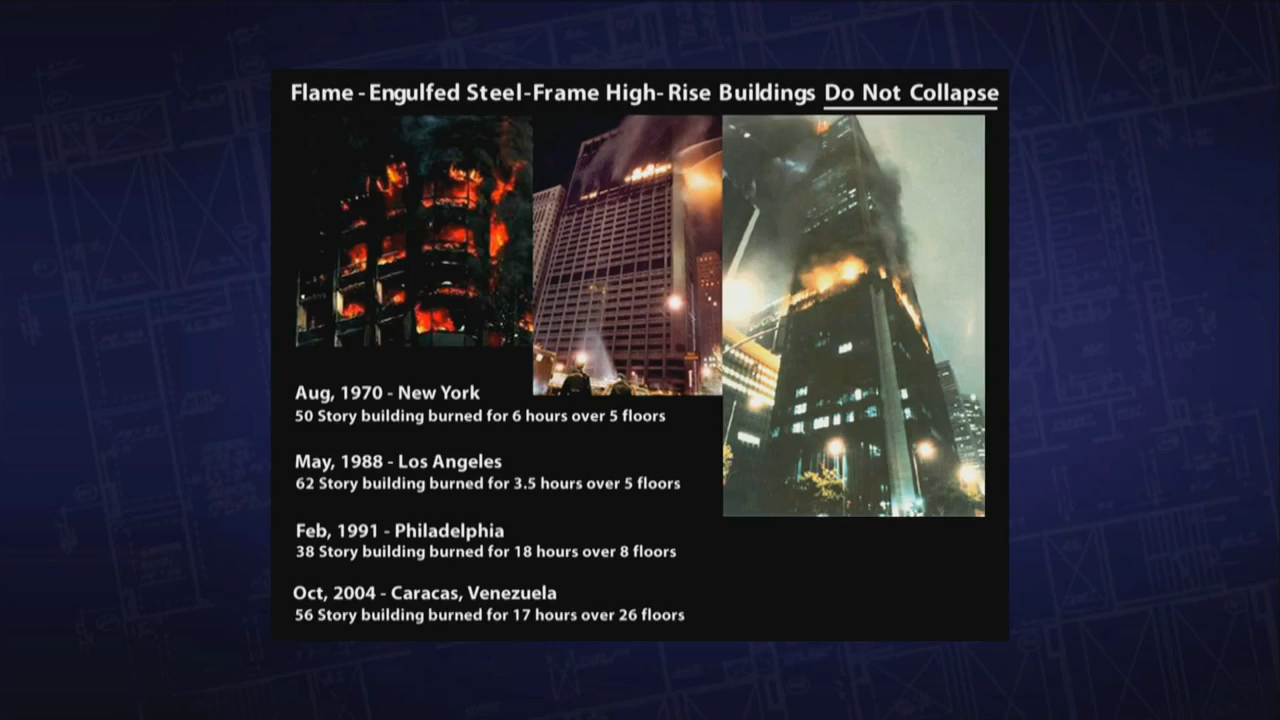 Flame - Engulfed Steel-Frame High- Rise Buildings Do Not Collapse
Aug, 1970 - New York
50 Story building burned for 6 hours over 5 floors
May, 1988 - Los Angeles
62 Story building burned for 3.5 hours over 5 floors
Feb, 1991 - Philadelphia
38 Story building burned for 18 hours over 8 floors
Oct, 2004 - Caracas, Venezuela
56 Story building burned for 17 hours over 26 floors